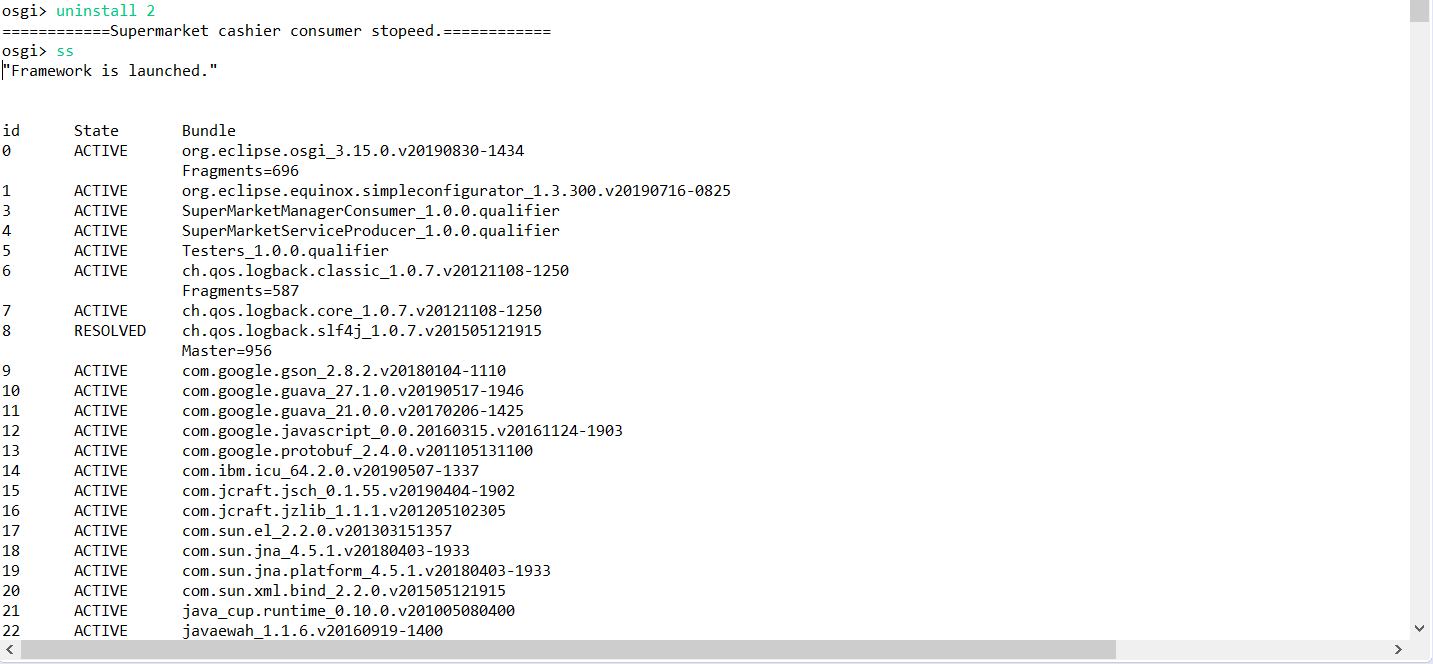 osgi> uninstall 2
============Supermarket cashier consumer stopeed.============
osgi> ss
"Framework is launched."
id State Bundle
0 ACTIVE org.eclipse.osgi_3.15.0.v20190830-1434
Fragments=696
1 ACTIVE org.eclipse.equinox.simpleconfigurator_1.3.300.v20190716-0825
3 ACTIVE SuperMarketManagerConsumer_1.0.0.qualifier
4 ACTIVE SuperMarketServiceProducer_1.0.0.qualifier
5 ACTIVE Testers_1.0.0.qualifier
6 ACTIVE ch.qos.logback.classic_1.0.7.v20121108-1250
Fragments=587
7 ACTIVE ch.qos.logback.core_1.0.7.v20121108-1250
8 RESOLVED ch.qos.logback.slf4j_1.0.7.v201505121915
Master=956
9 ACTIVE com.google.gson_2.8.2.v20180104-1110
10 ACTIVE com.google.guava_27.1.0.v20190517-1946
11 ACTIVE com.google.guava_21.0.0.v20170206-1425
12 ACTIVE com.google.javascript_0.0.20160315.v20161124-1903
13 ACTIVE com.google.protobuf_2.4.0.v201105131100
14 ACTIVE com.ibm.icu_64.2.0.v20190507-1337
15 ACTIVE com.jcraft.jsch_0.1.55.v20190404-1902
16 ACTIVE com.jcraft.jzlib_1.1.1.v201205102305
17 ACTIVE com.sun.el_2.2.0.v201303151357
18 ACTIVE com.sun.jna_4.5.1.v20180403-1933
19 ACTIVE com.sun.jna.platform_4.5.1.v20180403-1933
20 ACTIVE com.sun.xml.bind_2.2.0.v201505121915
21 ACTIVE java_cup.runtime_0.10.0.v201005080400
22 ACTIVE javaewah_1.1.6.v20160919-1400